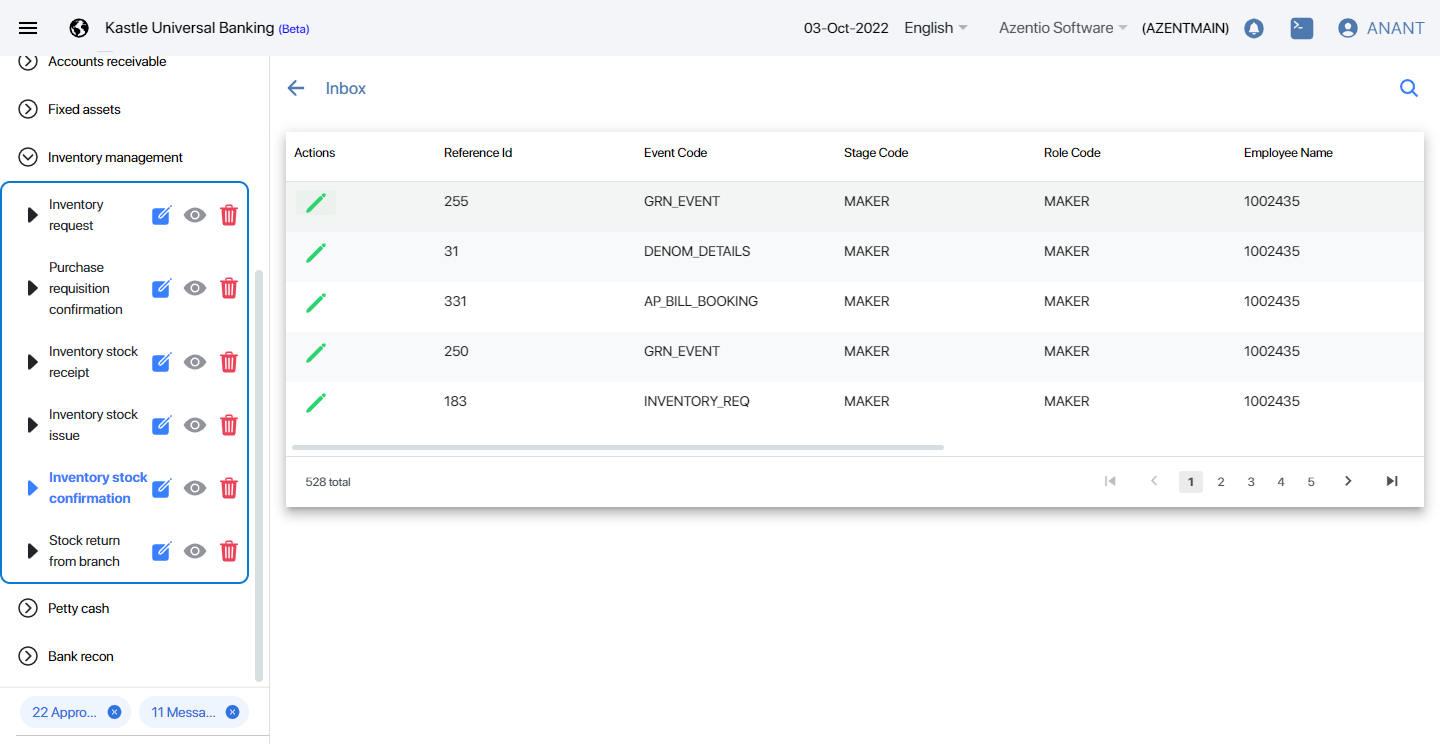 Kastle Universal Banking (Beta) 03-Oct-2022 English Azentio Software (AZENTMAIN) ANANT
Accounts receivable
Fixed assets
Inventory management
Inventory
request
Purchase
requisition
confirmation
Inventory stock
receipt
Inventory stock
issue
Inventory stock
confirmation
Stock return
from branch
Petty cash
Bank recon
22 Appro...
11 Messa...
Inbox
Actions Reference Id Event Code Stage Code Role Code Employee Name
255 GRN_EVENT MAKER MAKER 1002435
31 DENOM_DETAILS MAKER MAKER 1002435
331 AP_BILL_BOOKING MAKER MAKER 1002435
250 GRN_EVENT MAKER MAKER 1002435
183 INVENTORY_REQ MAKER MAKER 1002435
528 total 1 2 3 4 5